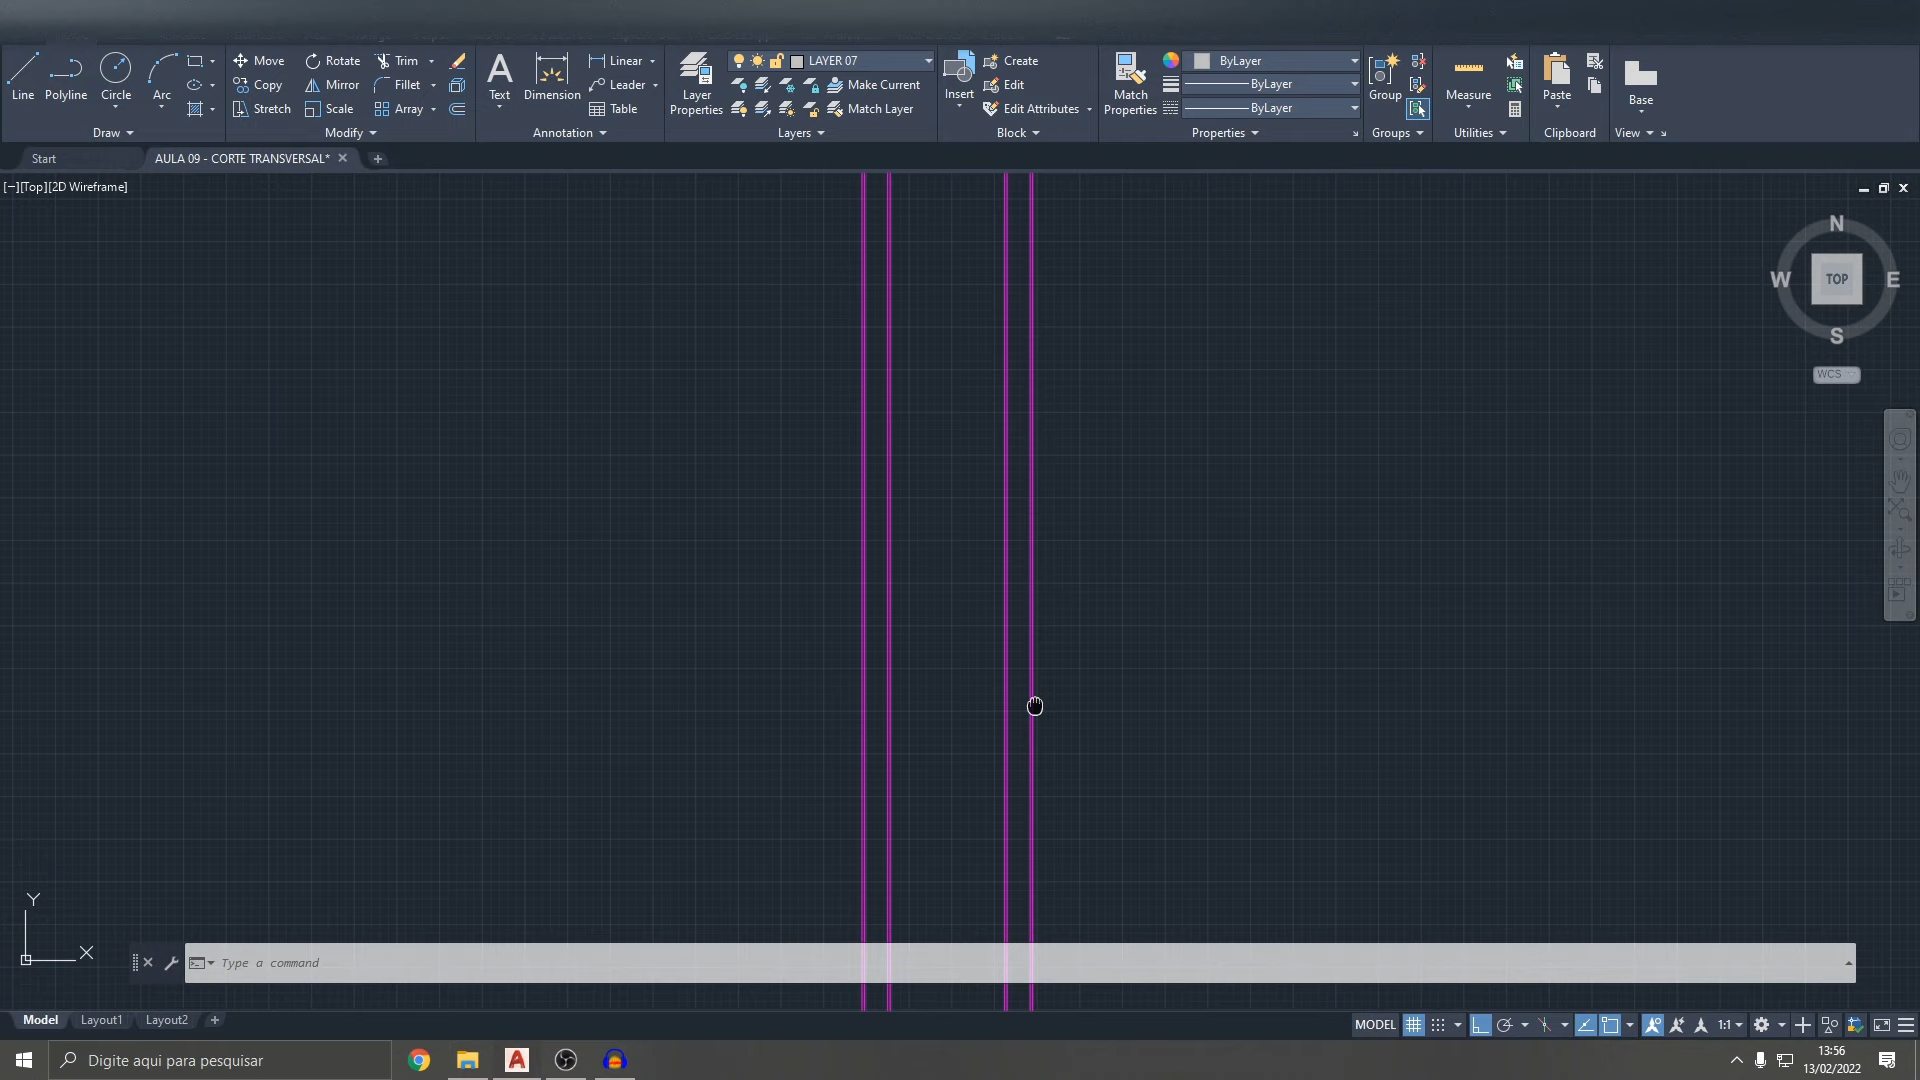 Line
Polyline
Circle
Arc
Draw
Move
Rotate
Trim
Copy
Mirror
Fillet
Stretch
Scale
Array
Modify
Text
Dimension
Linear
Leader
Table
Annotation
Layer
Properties
LAYER 07
Make Current
Match Layer
Layers
Insert
Create
Edit
Edit Attributes
Block
Match
Properties
ByLayer
ByLayer
ByLayer
Properties
Group
Groups
Measure
Utilities
Paste
Clipboard
Base
View
Start
AULA 09 - CORTE TRANSVERSAL*
[−][Top][2D Wireframe]
N
W
TOP
E
S
WCS
Y
X
Type a command
Model
Layout1
Layout2
MODEL
1:1
Digite aqui para pesquisar
13:56
13/02/2022